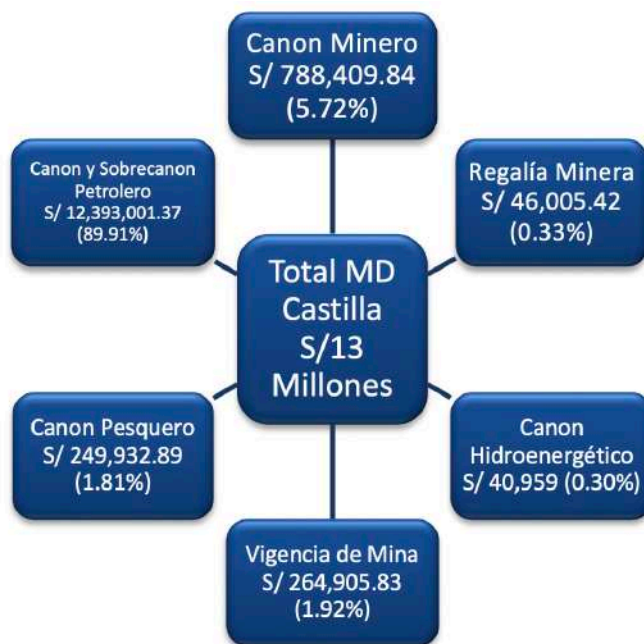 Canon Minero
S/ 788,409.84
(5.72%)
Canon y Sobrecanon
Petrolero
S/ 12,393,001.37
(89.91%)
Regalía Minera
S/ 46,005.42
(0.33%)
Total MD
Castilla
S/13
Millones
Canon Pesquero
S/ 249,932.89
(1.81%)
Canon
Hidroenergético
S/ 40,959 (0.30%)
Vigencia de Mina
S/ 264,905.83
(1.92%)